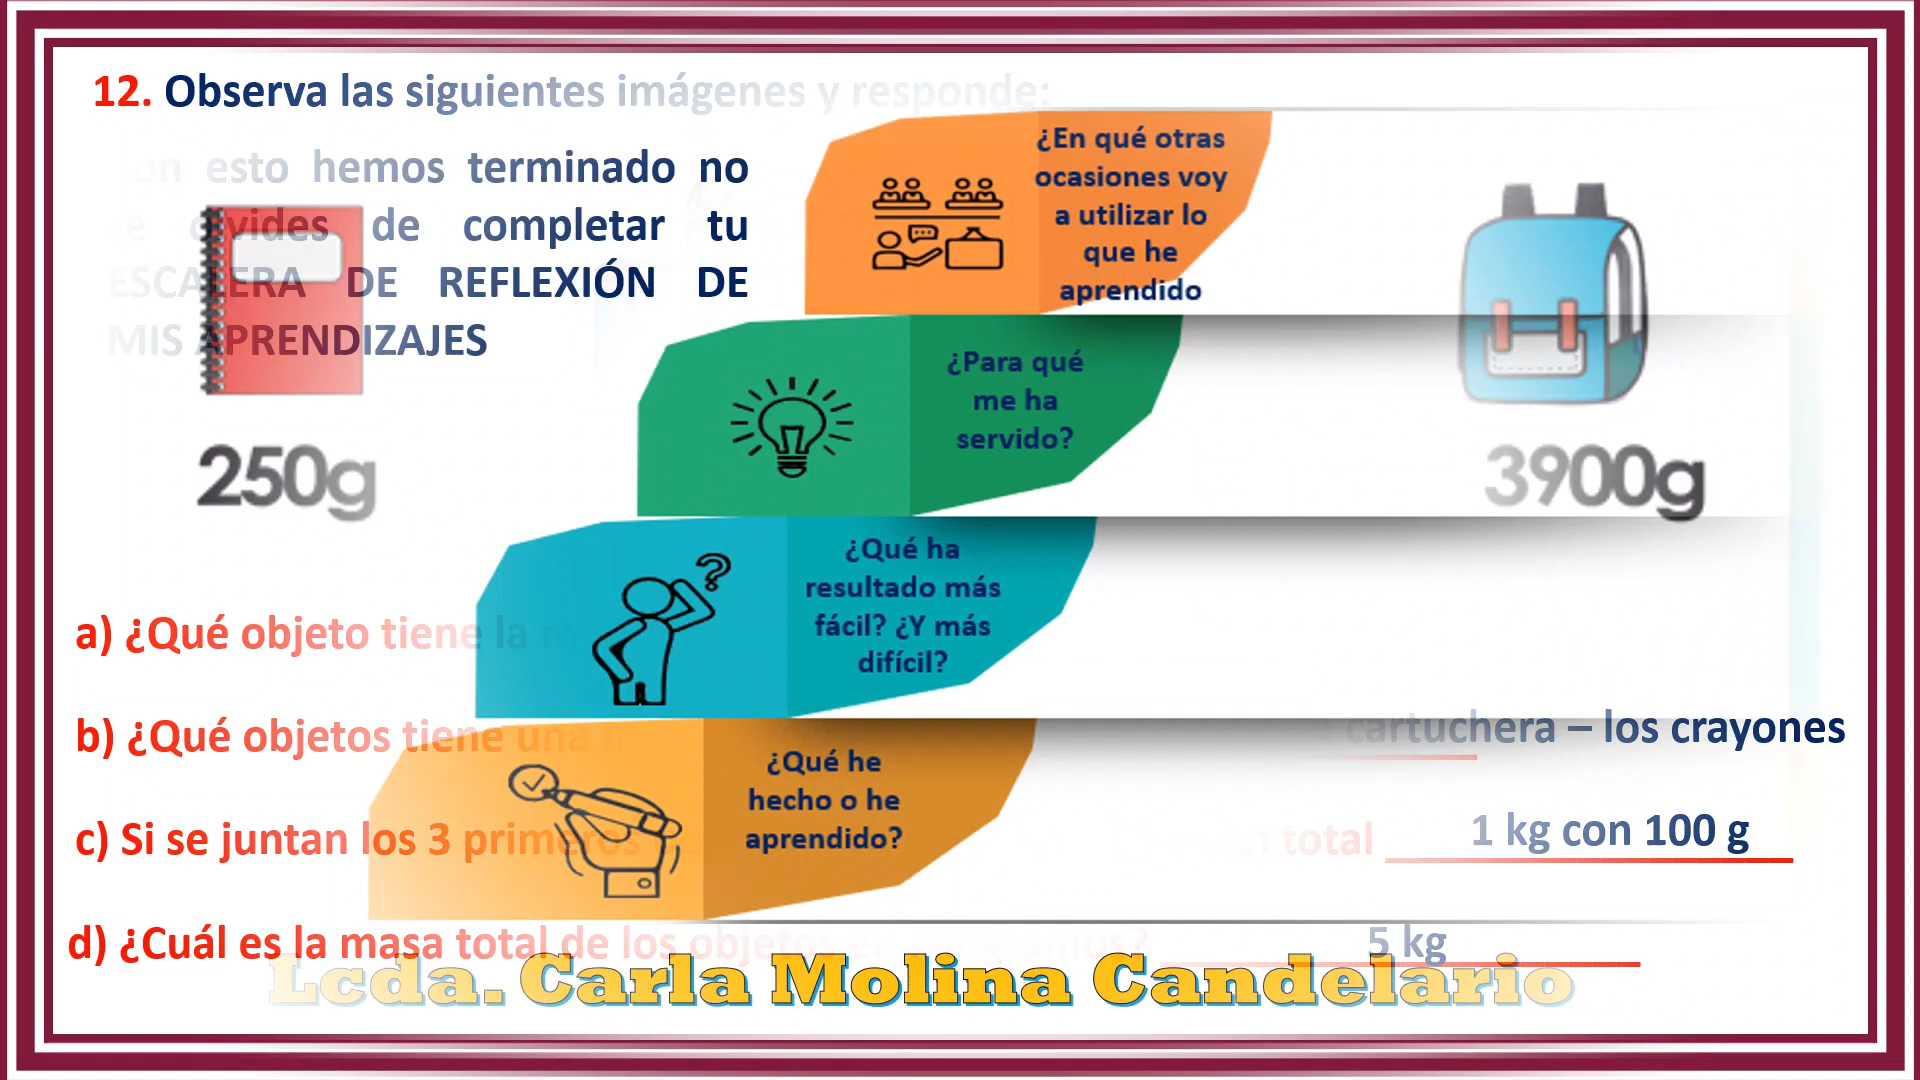 12. Observa las siguientes imágenes y responde:
esto hemos terminado no
olvides de completar tu
ESCALERA DE REFLEXIÓN DE
MIS APRENDIZAJES
250g
¿En qué otras
ocasiones voy
a utilizar lo
que he
aprendido
¿Para qué
me ha
servido?
3900g
¿Qué ha
resultado más
fácil? ¿Y más
difícil?
¿Qué he
hecho o he
aprendido?
a) ¿Qué objeto tiene la
b) ¿Qué objetos tiene una
cartuchera – los crayones
c) Si se juntan los 3 primeros
total 1 kg con 100 g
d) ¿Cuál es la masa total de los objetos
5 kg
Lcda. Carla Molina Candelario